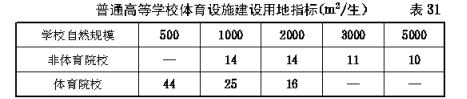 普通高等学校体育设施建设用地指标(m²/生) 表31
学校自然规模 500 1000 2000 3000 5000
非体育院校 — 14 14 11 10
体育院校 44 25 16 — —